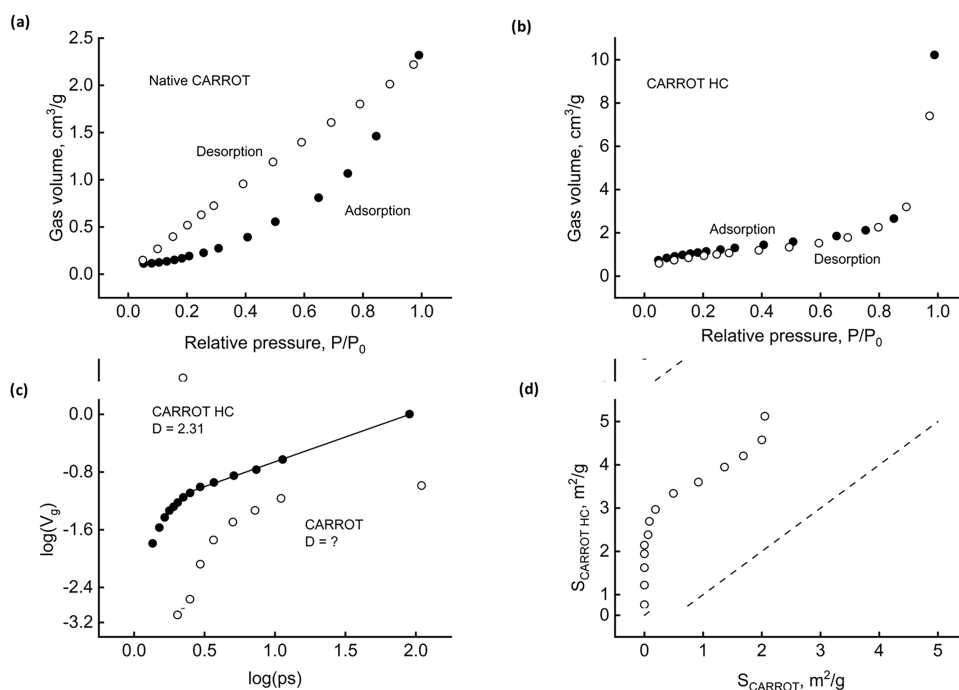 (a)
2.5
2.0
1.5
1.0
0.5
0.0
Gas volume, cm³/g
Native CARROT
Desorption
Adsorption
0.0 0.2 0.4 0.6 0.8 1.0
Relative pressure, P/P₀
(b)
10
8
6
4
2
0
Gas volume, cm³/g
CARROT HC
Adsorption
Desorption
0.0 0.2 0.4 0.6 0.8 1.0
Relative pressure, P/P₀
(c)
0.0
-0.8
-1.6
-2.4
-3.2
log(Vg)
CARROT HC
D = 2.31
CARROT
D = ?
0.0 0.5 1.0 1.5 2.0
log(ps)
(d)
5
4
3
2
1
0
S CARROT HC, m²/g
0 1 2 3 4 5
S CARROT, m²/g